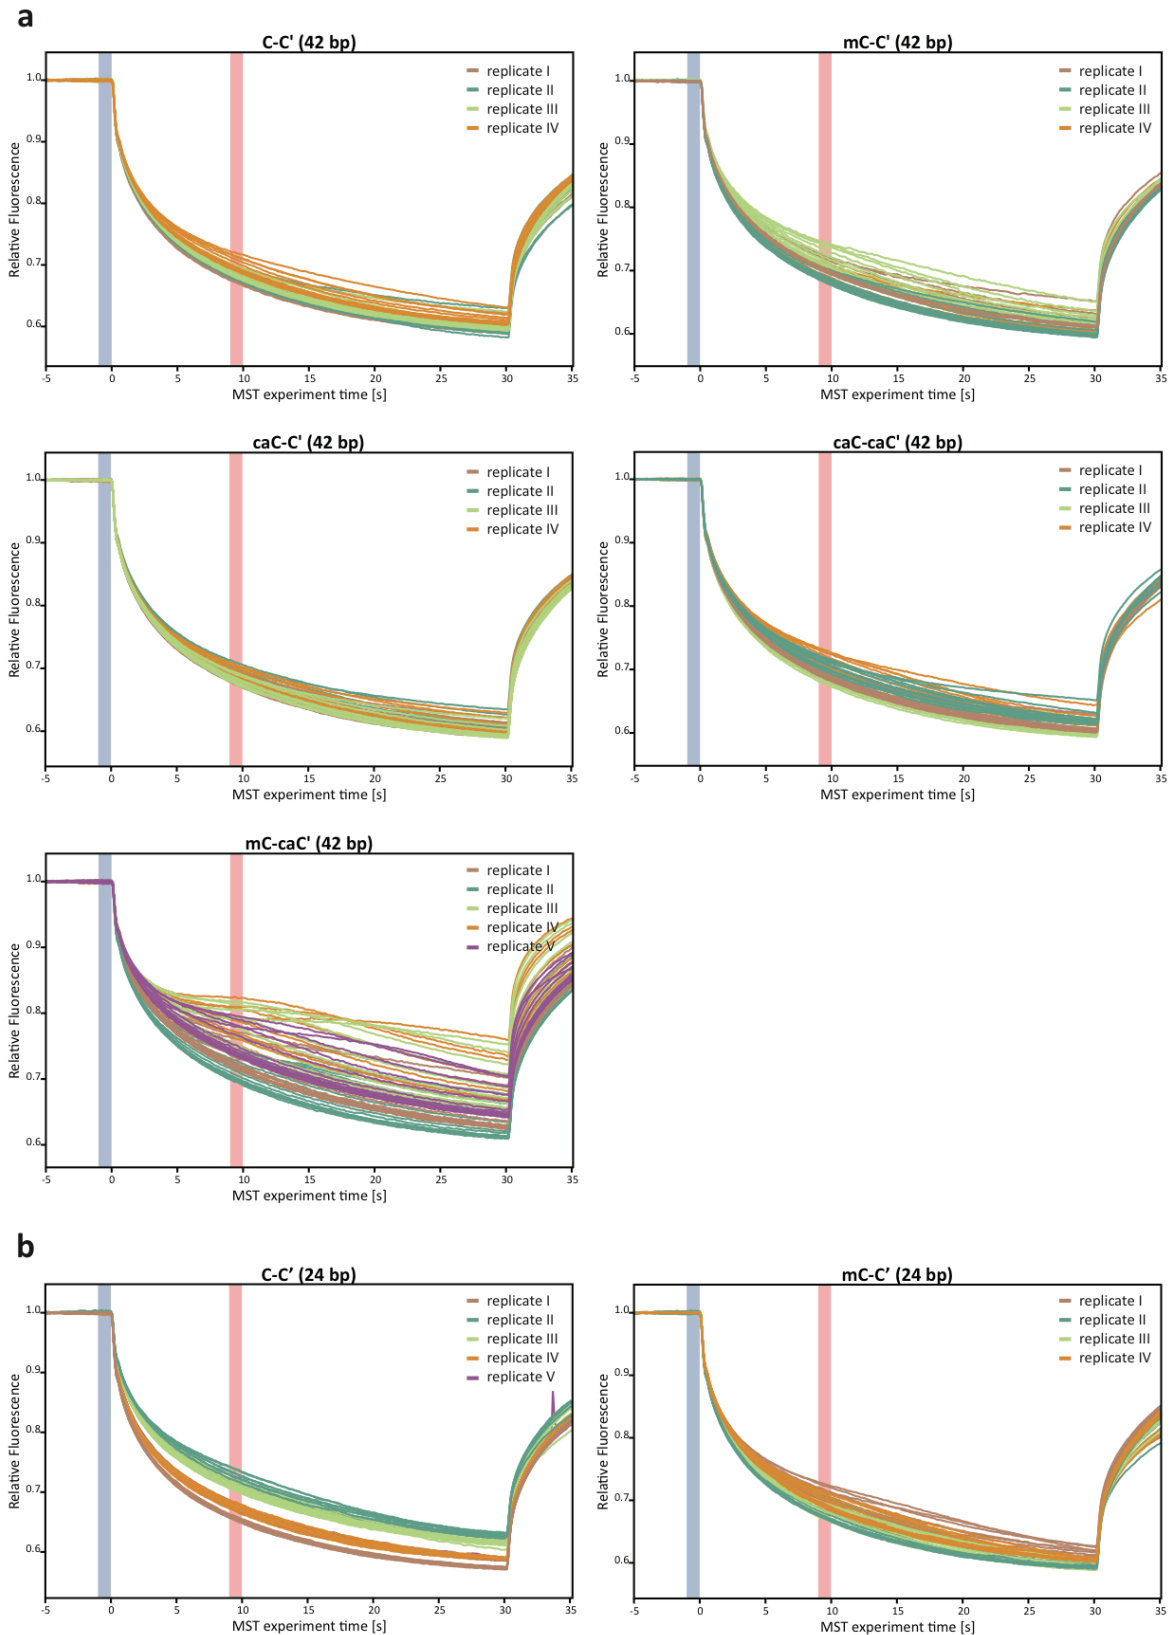 a
C-C' (42 bp)
1.0
0.9
0.8
0.7
0.6
Relative Fluorescence
replicate I
replicate II
replicate III
replicate IV
-5 0 5 10 15 20 25 30 35
MST experiment time [s]
mC-C' (42 bp)
1.0
0.9
0.8
0.7
0.6
Relative Fluorescence
replicate I
replicate II
replicate III
replicate IV
-5 0 5 10 15 20 25 30 35
MST experiment time [s]
caC-C' (42 bp)
1.0
0.9
0.8
0.7
0.6
Relative Fluorescence
replicate I
replicate II
replicate III
replicate IV
-5 0 5 10 15 20 25 30 35
MST experiment time [s]
caC-caC' (42 bp)
1.0
0.9
0.8
0.7
0.6
Relative Fluorescence
replicate I
replicate II
replicate III
replicate IV
-5 0 5 10 15 20 25 30 35
MST experiment time [s]
mC-caC' (42 bp)
1.0
0.9
0.8
0.7
0.6
Relative Fluorescence
replicate I
replicate II
replicate III
replicate IV
replicate V
-5 0 5 10 15 20 25 30 35
MST experiment time [s]
b
C-C’ (24 bp)
1.0
0.9
0.8
0.7
0.6
Relative Fluorescence
replicate I
replicate II
replicate III
replicate IV
replicate V
-5 0 5 10 15 20 25 30 35
MST experiment time [s]
mC-C’ (24 bp)
1.0
0.9
0.8
0.7
0.6
Relative Fluorescence
replicate I
replicate II
replicate III
replicate IV
-5 0 5 10 15 20 25 30 35
MST experiment time [s]